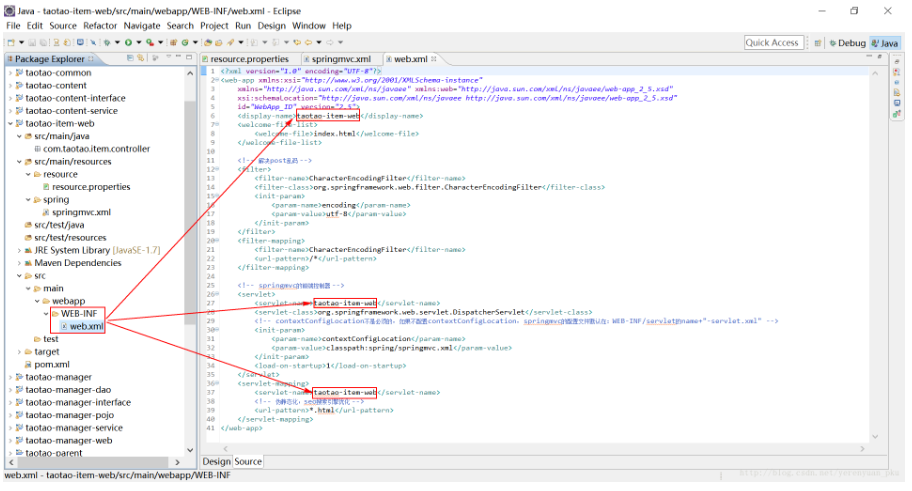 Java - taotao-item-web/src/main/webapp/WEB-INF/web.xml - Eclipse
File Edit Source Refactor Navigate Search Project Run Design Window Help
Quick Access
Debug
Java
Package Explorer
taotao-common
taotao-content
taotao-content-interface
taotao-content-service
taotao-item-web
src/main/java
com.taotao.item.controller
src/main/resources
resource
resource.properties
spring
springmvc.xml
src/test/java
src/test/resources
JRE System Library [JavaSE-1.7]
Maven Dependencies
src
main
webapp
WEB-INF
web.xml
test
target
pom.xml
taotao-manager
taotao-manager-dao
taotao-manager-interface
taotao-manager-pojo
taotao-manager-service
taotao-manager-web
taotao-parent
resource.properties springmvc.xml web.xml
1 <?xml version="1.0" encoding="UTF-8"?>
2 <web-app xmlns:xsi="http://www.w3.org/2001/XMLSchema-instance"
3 xmlns="http://java.sun.com/xml/ns/javaee" xmlns:web="http://java.sun.com/xml/ns/javaee/web-app_2_5.xsd"
4 xsi:schemaLocation="http://java.sun.com/xml/ns/javaee http://java.sun.com/xml/ns/javaee/web-app_2_5.xsd"
5 id="WebApp_ID" version="2.5">
6 <display-name>taotao-item-web</display-name>
7 <welcome-file-list>
8 <welcome-file>index.html</welcome-file>
9 </welcome-file-list>
10
11 <!-- 解决post乱码 -->
12 <filter>
13 <filter-name>CharacterEncodingFilter</filter-name>
14 <filter-class>org.springframework.web.filter.CharacterEncodingFilter</filter-class>
15 <init-param>
16 <param-name>encoding</param-name>
17 <param-value>utf-8</param-value>
18 </init-param>
19 </filter>
20 <filter-mapping>
21 <filter-name>CharacterEncodingFilter</filter-name>
22 <url-pattern>/*</url-pattern>
23 </filter-mapping>
24
25 <!-- springmvc的前端控制器 -->
26 <servlet>
27 <servlet-name>taotao-item-web</servlet-name>
28 <servlet-class>org.springframework.web.servlet.DispatcherServlet</servlet-class>
29 <!-- contextConfigLocation不是必须的, 如果不配置contextConfigLocation, springmvc的配置文件默认在: WEB-INF/servlet的name+"-servlet.xml" -->
30 <init-param>
31 <param-name>contextConfigLocation</param-name>
32 <param-value>classpath:spring/springmvc.xml</param-value>
33 </init-param>
34 <load-on-startup>1</load-on-startup>
35 </servlet>
36 <servlet-mapping>
37 <servlet-name>taotao-item-web</servlet-name>
38 <!-- 伪静态化: seo搜索引擎优化 -->
39 <url-pattern>*.html</url-pattern>
40 </servlet-mapping>
41 </web-app>
Design Source
web.xml - taotao-item-web/src/main/webapp/WEB-INF